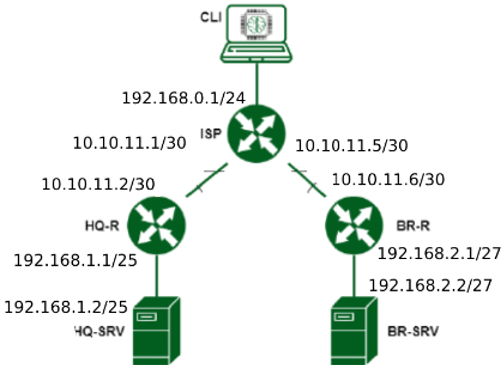 CLI
192.168.0.1/24
ISP
10.10.11.1/30
10.10.11.5/30
10.10.11.2/30
10.10.11.6/30
HQ-R
BR-R
192.168.1.1/25
192.168.2.1/27
192.168.2.2/27
192.168.1.2/25
HQ-SRV
BR-SRV